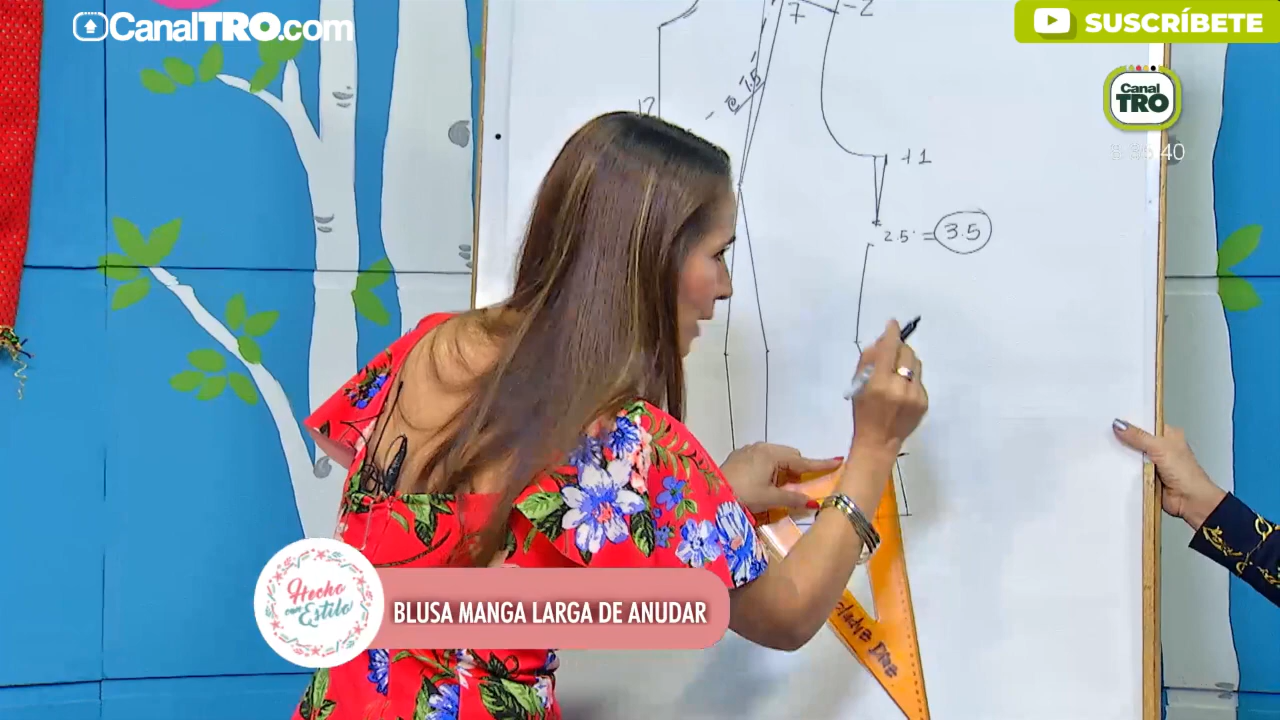 CanalTRO.com
SUSCRÍBETE
Canal
TRO
7
-2
7.5
12
+1
2.5 = 3.5
Hecho
con Estilo
BLUSA MANGA LARGA DE ANUDAR